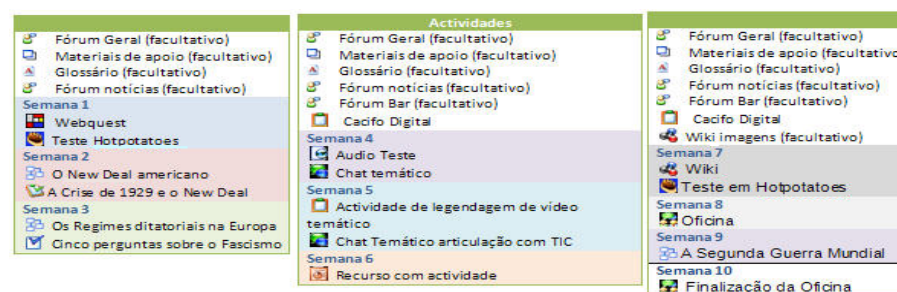 Fórum Geral (facultativo)
Materiais de apoio (facultativo)
Glossário (facultativo)
Fórum notícias (facultativo)
Semana 1
Webquest
Teste Hotpotatoes
Semana 2
O New Deal americano
A Crise de 1929 e o New Deal
Semana 3
Os Regimes ditatoriais na Europa
Cinco perguntas sobre o Fascismo
Actividades
Fórum Geral (facultativo)
Materiais de apoio (facultativo)
Glossário (facultativo)
Fórum notícias (facultativo)
Fórum Bar (facultativo)
Cacifo Digital
Semana 4
Audio Teste
Chat temático
Semana 5
Actividade de legendagem de vídeo
temático
Chat Temático articulação com TIC
Semana 6
Recurso com actividade
Fórum Geral (facultativo)
Materiais de apoio (facultativo
Glossário (facultativo)
Fórum notícias (facultativo)
Fórum Bar (facultativo)
Cacifo Digital
Wiki imagens (facultativo)
Semana 7
Wiki
Teste em Hotpotatoes
Semana 8
Oficina
Semana 9
A Segunda Guerra Mundial
Semana 10
Finalização da Oficina